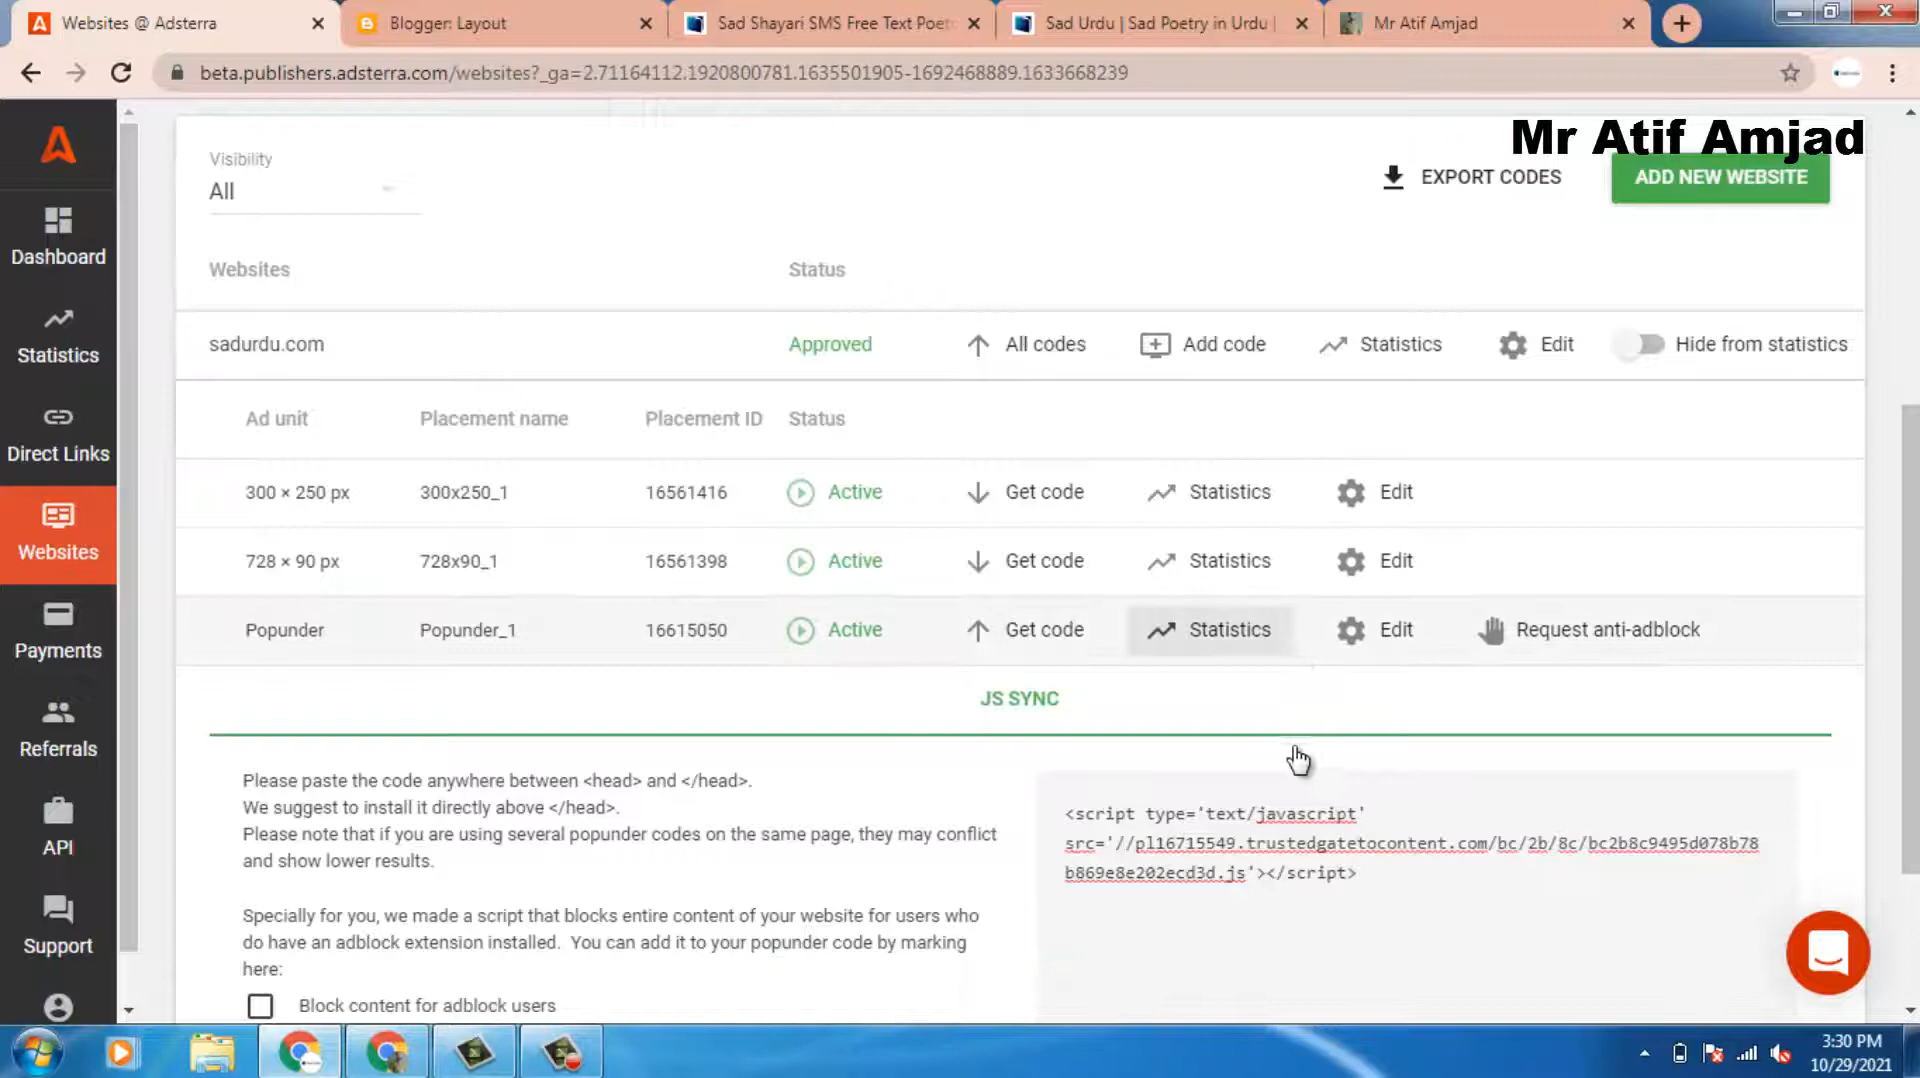 Websites @ Adsterra
Blogger: Layout
Sad Shayari SMS Free Text Poet
Sad Urdu | Sad Poetry in Urdu |
Mr Atif Amjad
beta.publishers.adsterra.com/websites?_ga=2.71164112.1920800781.1635501905-1692468889.1633668239
Mr Atif Amjad
Visibility
All
EXPORT CODES
ADD NEW WEBSITE
Dashboard
Statistics
Direct Links
Websites
Payments
Referrals
API
Support
Websites Status
sadurdu.com Approved All codes Add code Statistics Edit Hide from statistics
Ad unit Placement name Placement ID Status
300 × 250 px 300x250_1 16561416 Active Get code Statistics Edit
728 × 90 px 728x90_1 16561398 Active Get code Statistics Edit
Popunder Popunder_1 16615050 Active Get code Statistics Edit Request anti-adblock
JS SYNC
Please paste the code anywhere between <head> and </head>.
We suggest to install it directly above </head>.
Please note that if you are using several popunder codes on the same page, they may conflict
and show lower results.
Specially for you, we made a script that blocks entire content of your website for users who
do have an adblock extension installed. You can add it to your popunder code by marking
here:
Block content for adblock users
<script type='text/javascript'
src='//pl16715549.trustedgatetocontent.com/bc/2b/8c/bc2b8c9495d078b78
b869e8e202ecd3d.js'></script>
3:30 PM
10/29/2021